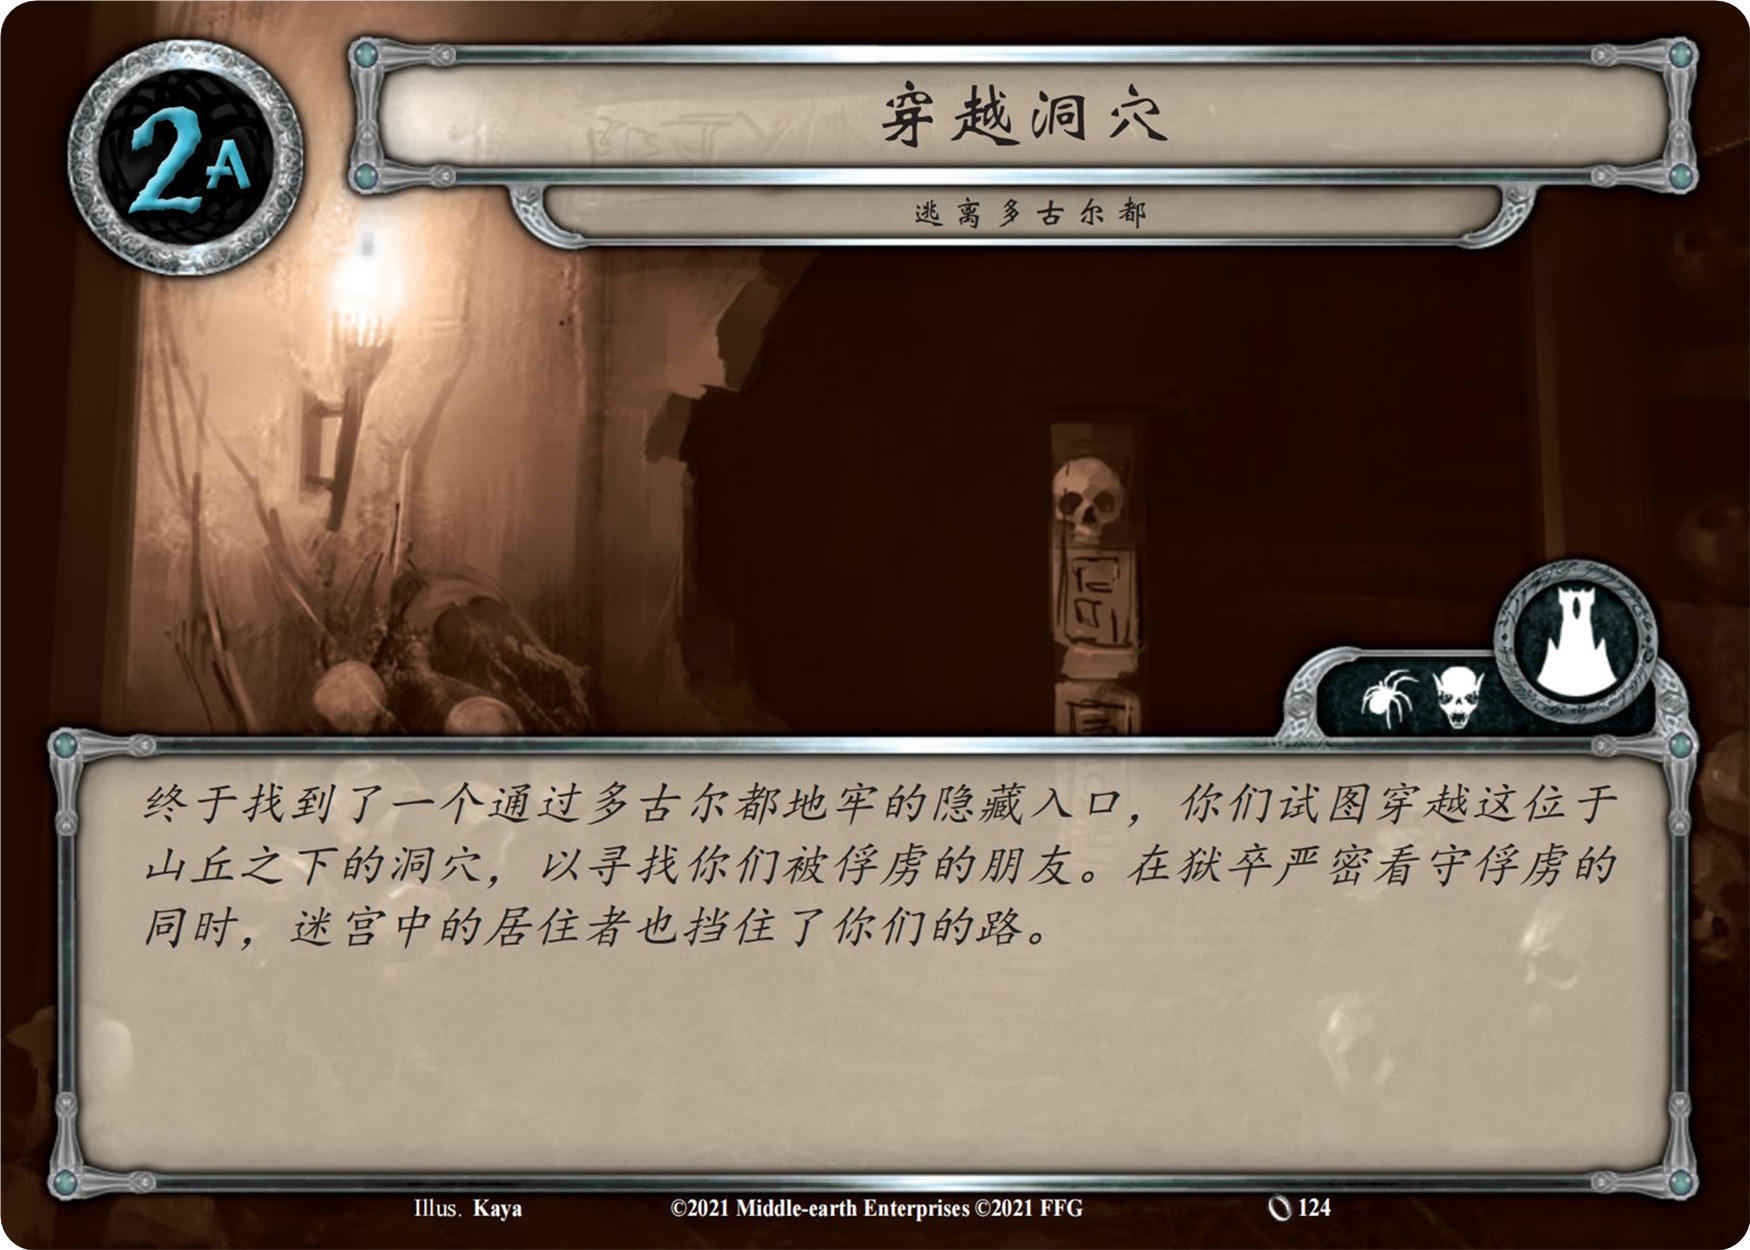 2A
穿越洞穴
逃离多古尔都
终于找到了一个通过多古尔都地牢的隐藏入口，你们试图穿越这位于
山丘之下的洞穴，以寻找你们被俘虏的朋友。在狱卒严密看守俘虏的
同时，迷宫中的居住者也挡住了你们的路。
Illus. Kaya
©2021 Middle-earth Enterprises ©2021 FFG
124